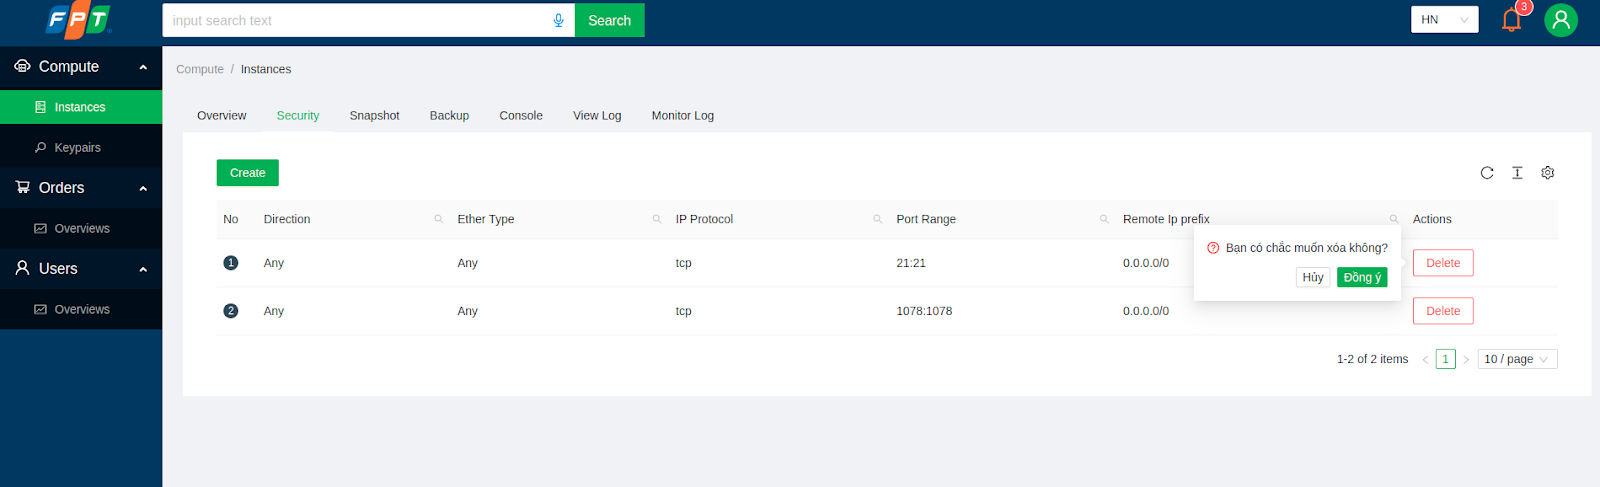 FPT
input search text
Search
HN
3
Compute
Instances
Keypairs
Orders
Overviews
Users
Overviews
Compute / Instances
Overview Security Snapshot Backup Console View Log Monitor Log
Create
No Direction Ether Type IP Protocol Port Range Remote Ip prefix Actions
1 Any Any tcp 21:21 0.0.0.0/0 Delete
Bạn có chắc muốn xóa không?
Hủy Đồng ý
2 Any Any tcp 1078:1078 0.0.0.0/0 Delete
1-2 of 2 items 1 10 / page